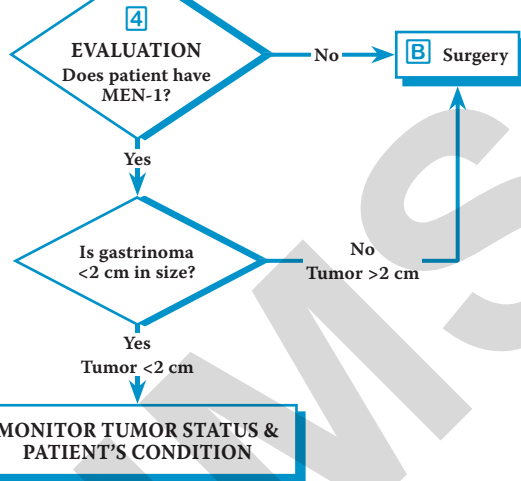 4
EVALUATION
Does patient have
MEN-1?
No
B Surgery
Yes
Is gastrinoma
<2 cm in size?
No
Tumor >2 cm
Yes
Tumor <2 cm
MONITOR TUMOR STATUS &
PATIENT'S CONDITION